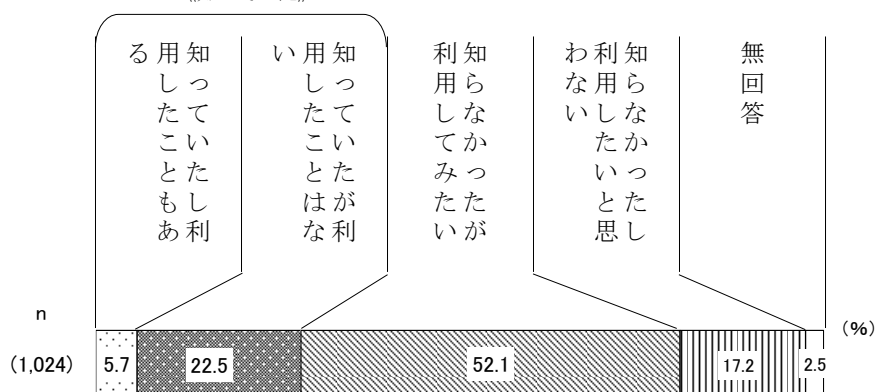 知っていたし利
用したこともあ
る
知っていたが利
用したことはな
い
知らなかったが
利用してみたい
知らなかったし
利用したいと思
わない
無回答
n
(%)
(1,024)
5.7
22.5
52.1
17.2
2.5